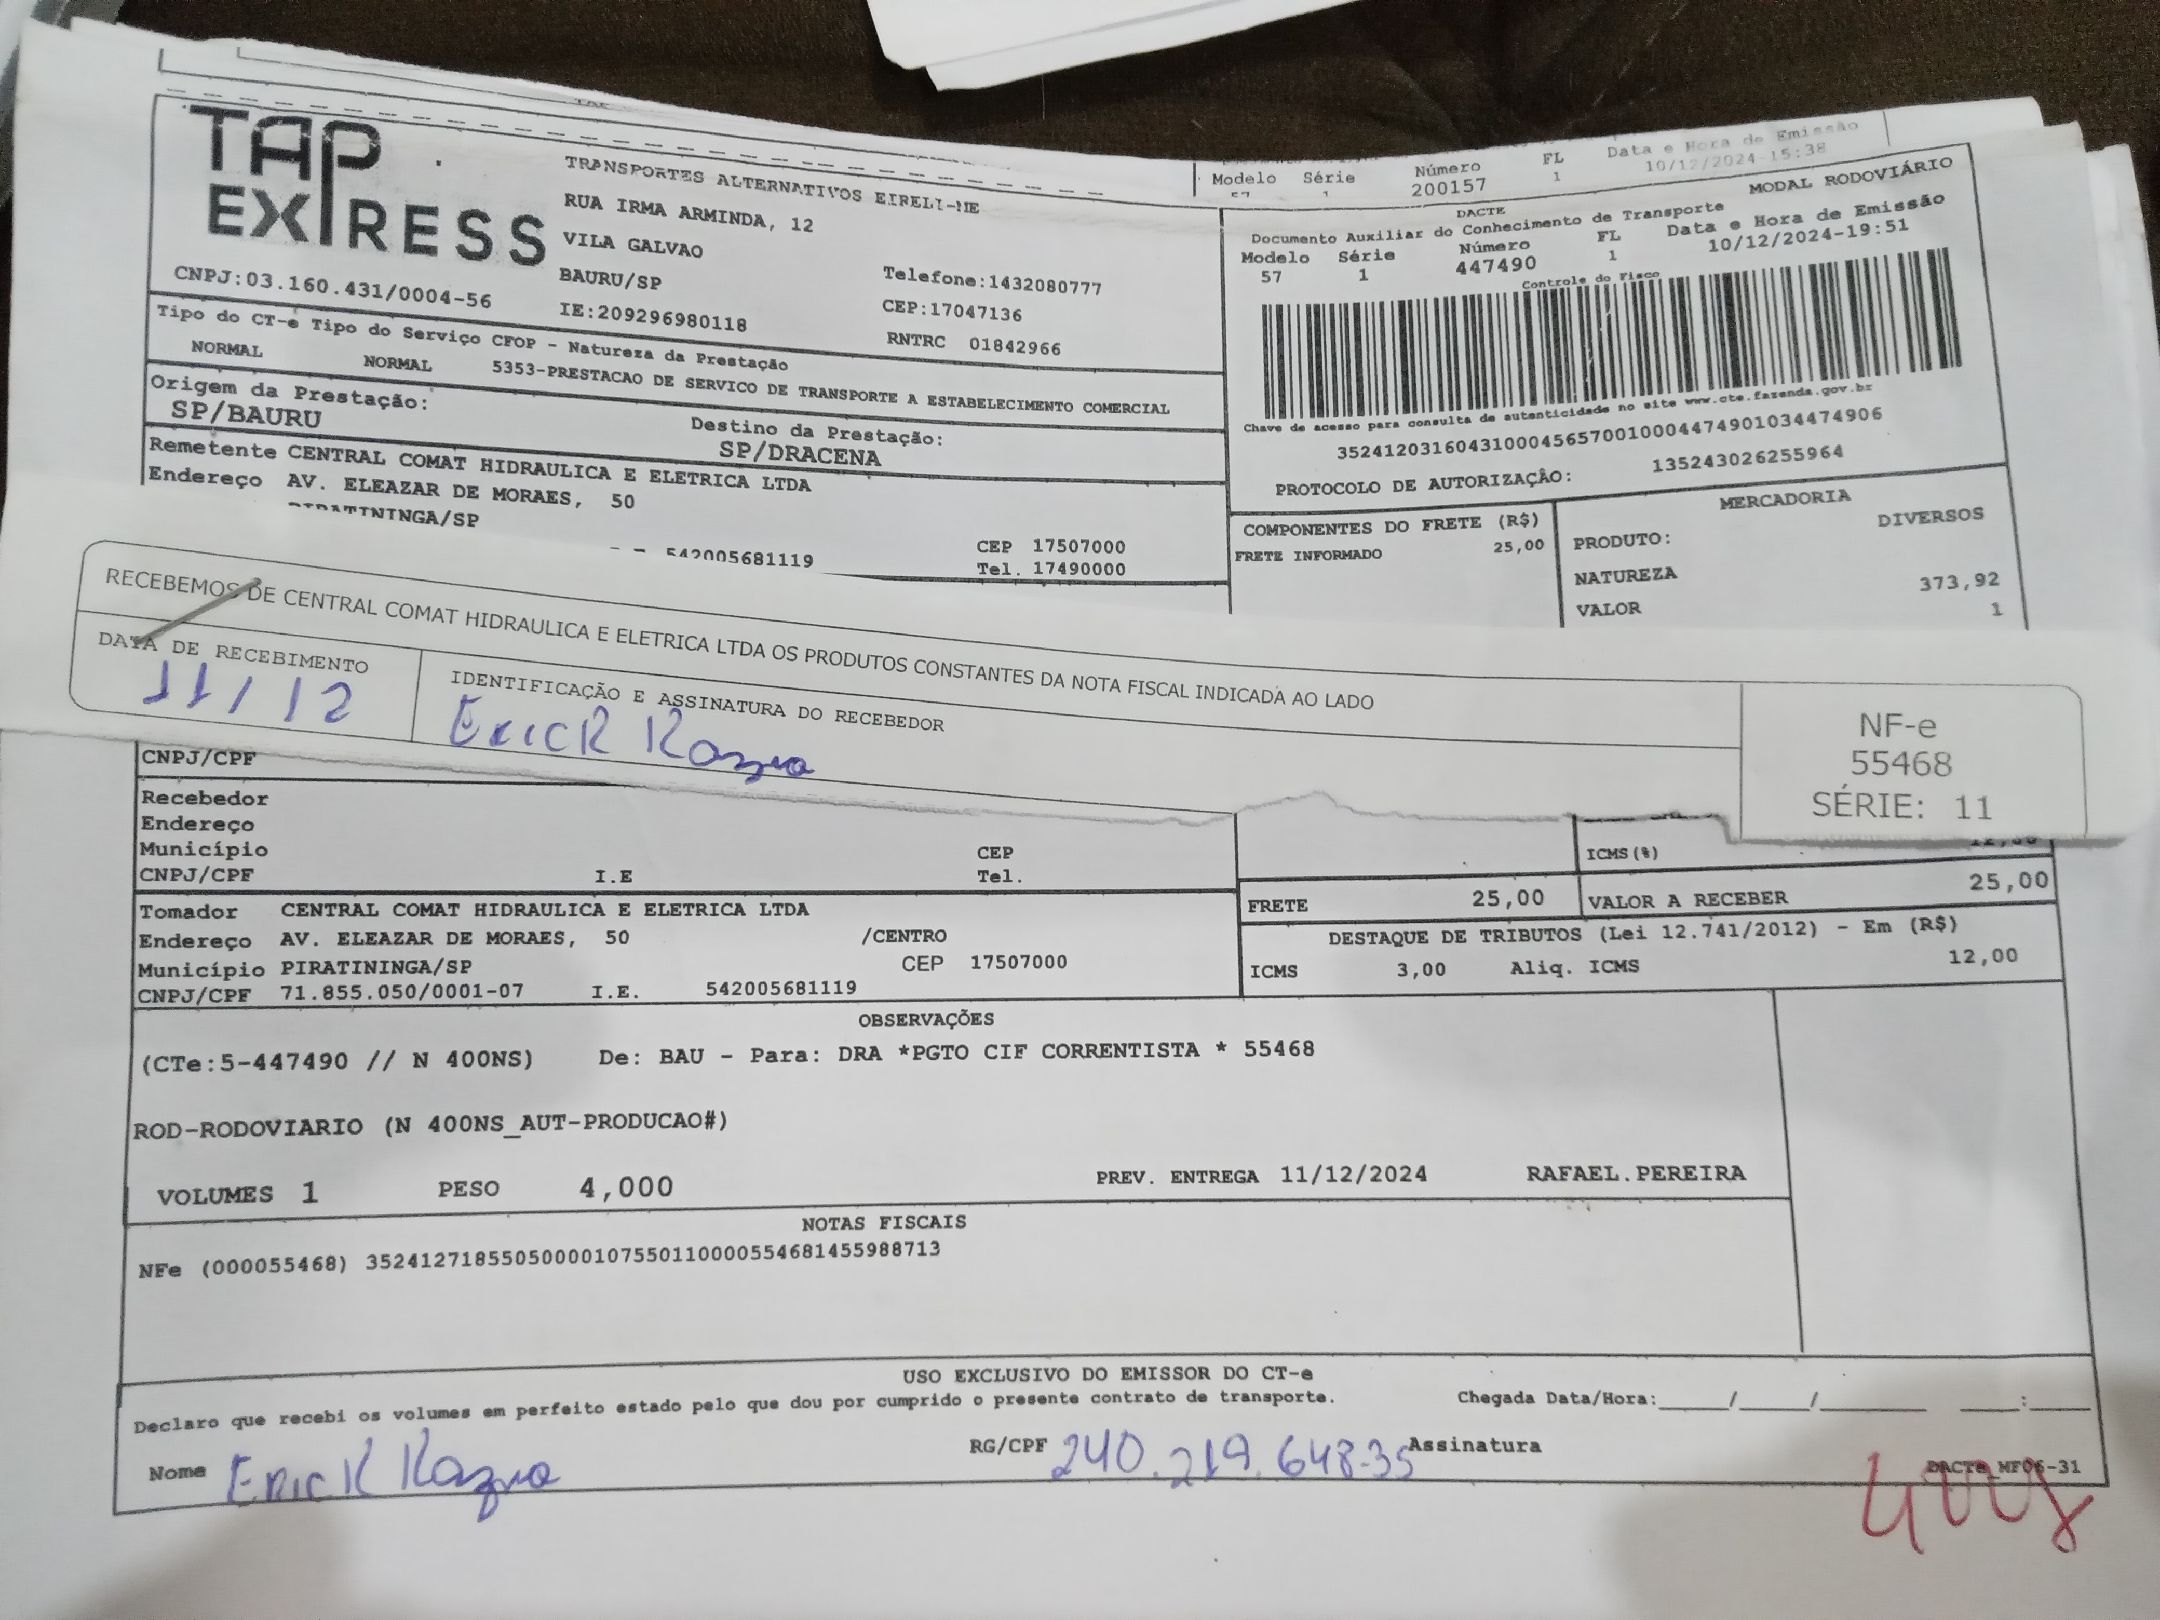 Data e Hora de Emissão
Modelo Série Número FL 10/12/2024-15:38
200157 1
TAP EXPRESS
TRANSPORTES ALTERNATIVOS EIRELI-ME
RUA IRMA ARMINDA, 12
VILA GALVAO
BAURU/SP Telefone:1432080777
CNPJ:03.160.431/0004-56 IE:209296980118 CEP:17047136
RNTRC 01842966
MODAL RODOVIÁRIO
DACTE
Documento Auxiliar do Conhecimento de Transporte
Modelo Série Número FL Data e Hora de Emissão
57 1 447490 1 10/12/2024-19:51
Controle do Fisco
Chave de acesso para consulta de autenticidade no site www.cte.fazenda.gov.br
35241203160431000456570010004474901034474906
PROTOCOLO DE AUTORIZAÇÃO: 135243026255964
Tipo do CT-e Tipo do Serviço CFOP - Natureza da Prestação
NORMAL NORMAL 5353-PRESTACAO DE SERVICO DE TRANSPORTE A ESTABELECIMENTO COMERCIAL
Origem da Prestação: Destino da Prestação:
SP/BAURU SP/DRACENA
Remetente CENTRAL COMAT HIDRAULICA E ELETRICA LTDA
Endereço AV. ELEAZAR DE MORAES, 50
PIRATININGA/SP CEP 17507000
542005681119 Tel. 17490000
COMPONENTES DO FRETE (R$)
FRETE INFORMADO 25,00
MERCADORIA
PRODUTO: DIVERSOS
NATUREZA
VALOR 373,92
1
RECEBEMOS DE CENTRAL COMAT HIDRAULICA E ELETRICA LTDA OS PRODUTOS CONSTANTES DA NOTA FISCAL INDICADA AO LADO
DATA DE RECEBIMENTO
11/12
IDENTIFICAÇÃO E ASSINATURA DO RECEBEDOR
Erick
NF-e
55468
SÉRIE: 11
CNPJ/CPF
Recebedor
Endereço
Município CEP
CNPJ/CPF I.E Tel.
ICMS(%)
FRETE 25,00 VALOR A RECEBER 25,00
Tomador CENTRAL COMAT HIDRAULICA E ELETRICA LTDA
Endereço AV. ELEAZAR DE MORAES, 50 /CENTRO
Município PIRATININGA/SP CEP 17507000
CNPJ/CPF 71.855.050/0001-07 I.E. 542005681119
DESTAQUE DE TRIBUTOS (Lei 12.741/2012) - Em (R$)
ICMS 3,00 Aliq. ICMS 12,00
OBSERVAÇÕES
(CTe:5-447490 // N 400NS) De: BAU - Para: DRA *PGTO CIF CORRENTISTA * 55468
ROD-RODOVIARIO (N 400NS_AUT-PRODUCAO#)
VOLUMES 1 PESO 4,000 PREV. ENTREGA 11/12/2024 RAFAEL.PEREIRA
NOTAS FISCAIS
NFe (000055468) 35241271855050000107550110000554681455988713
USO EXCLUSIVO DO EMISSOR DO CT-e
Declaro que recebi os volumes em perfeito estado pelo que dou por cumprido o presente contrato de transporte. Chegada Data/Hora:_____/_____/_______ ____:____
Nome Erick RG/CPF 240.219.648-35 Assinatura
DACTE_MF06-31